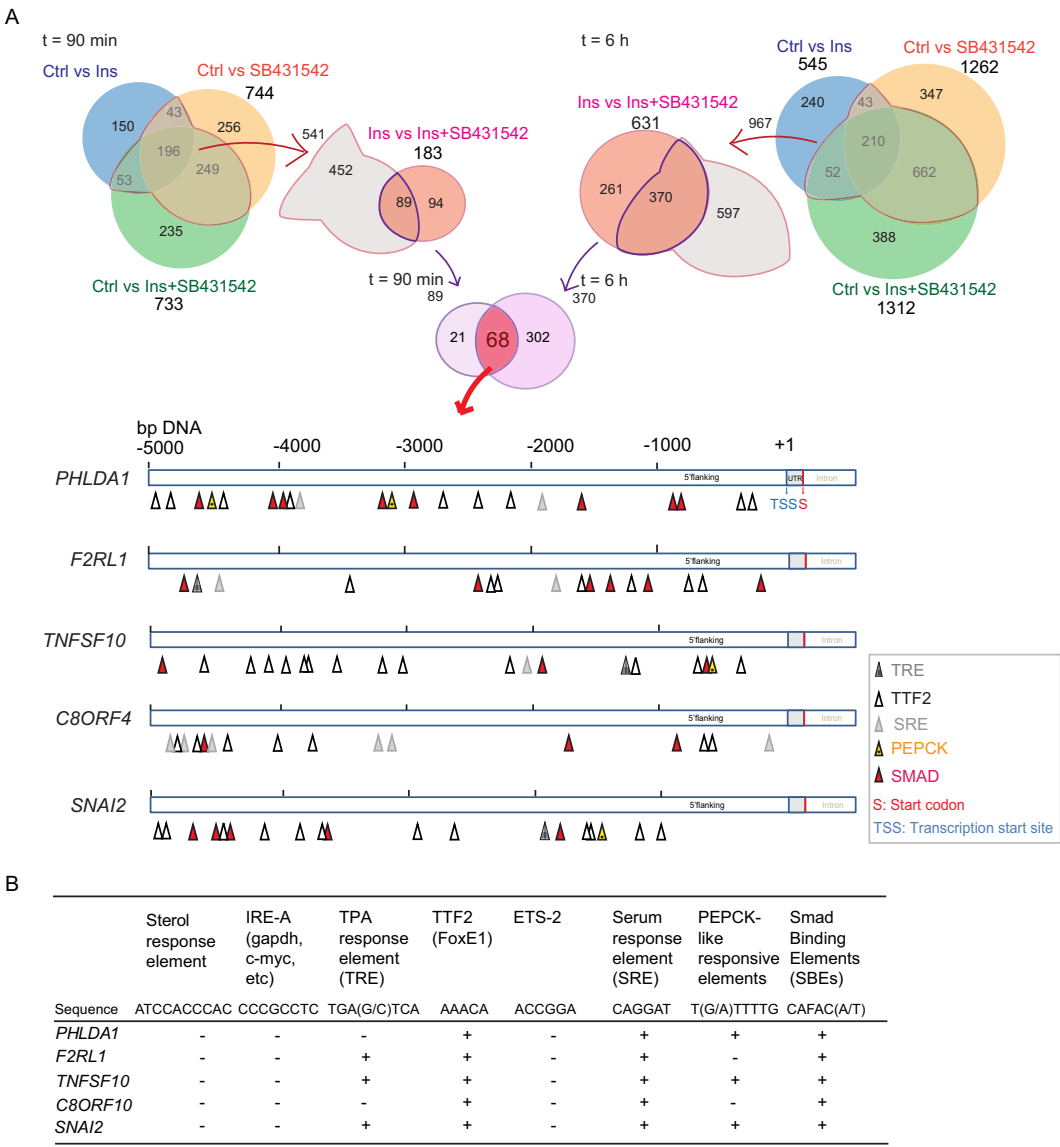 A
t = 90 min
Ctrl vs Ins
Ctrl vs SB431542
744
150
43
256
196
53
249
235
Ctrl vs Ins+SB431542
733
541
452
Ins vs Ins+SB431542
183
89
94
t = 6 h
Ctrl vs Ins
545
Ctrl vs SB431542
1262
240
43
347
210
52
662
388
Ctrl vs Ins+SB431542
1312
967
Ins vs Ins+SB431542
631
261
370
597
t = 90 min
89
t = 6 h
370
21
68
302
bp DNA
-5000
-4000
-3000
-2000
-1000
+1
PHLDA1
5'flanking
UTR
Intron
TSS
S
F2RL1
5'flanking
Intron
TNFSF10
5'flanking
Intron
C8ORF4
5'flanking
Intron
SNAI2
5'flanking
Intron
TRE
TTF2
SRE
PEPCK
SMAD
S: Start codon
TSS: Transcription start site
B
Sterol response element
IRE-A (gapdh, c-myc, etc)
TPA response element (TRE)
TTF2 (FoxE1)
ETS-2
Serum response element (SRE)
PEPCK-like responsive elements
Smad Binding Elements (SBEs)
Sequence ATCCACCCAC CCCGCCTC TGA(G/C)TCA AAACA ACCGGA CAGGAT T(G/A)TTTTG CAFAC(A/T)
PHLDA1 - - - + - + + +
F2RL1 - - + + - + - +
TNFSF10 - - + + - + + +
C8ORF10 - - - + - + - +
SNAI2 - - + + - + + +